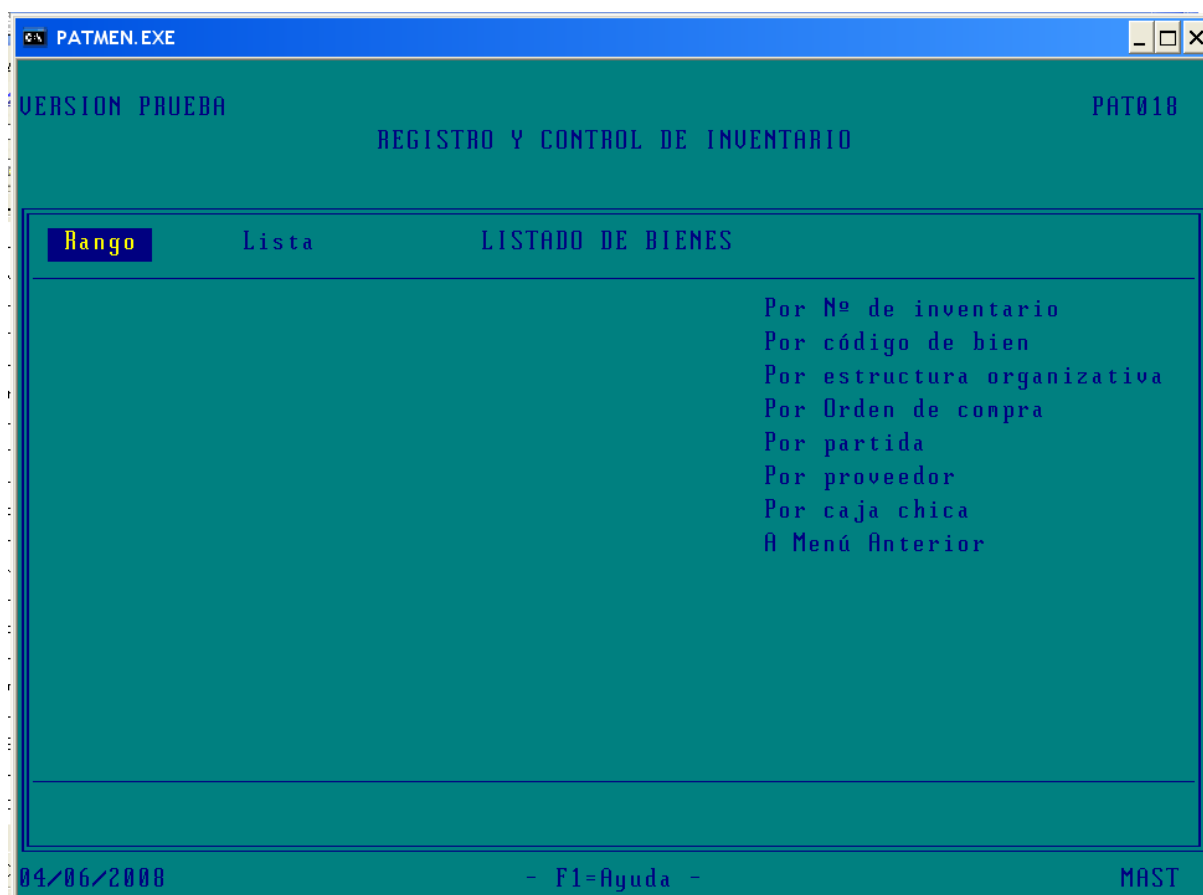 PATMEN.EXE
VERSION PRUEBA PAT018
REGISTRO Y CONTROL DE INVENTARIO
Rango Lista LISTADO DE BIENES
Por Nº de inventario
Por código de bien
Por estructura organizativa
Por Orden de compra
Por partida
Por proveedor
Por caja chica
A Menú Anterior
04/06/2008 - F1=Ayuda - MAST